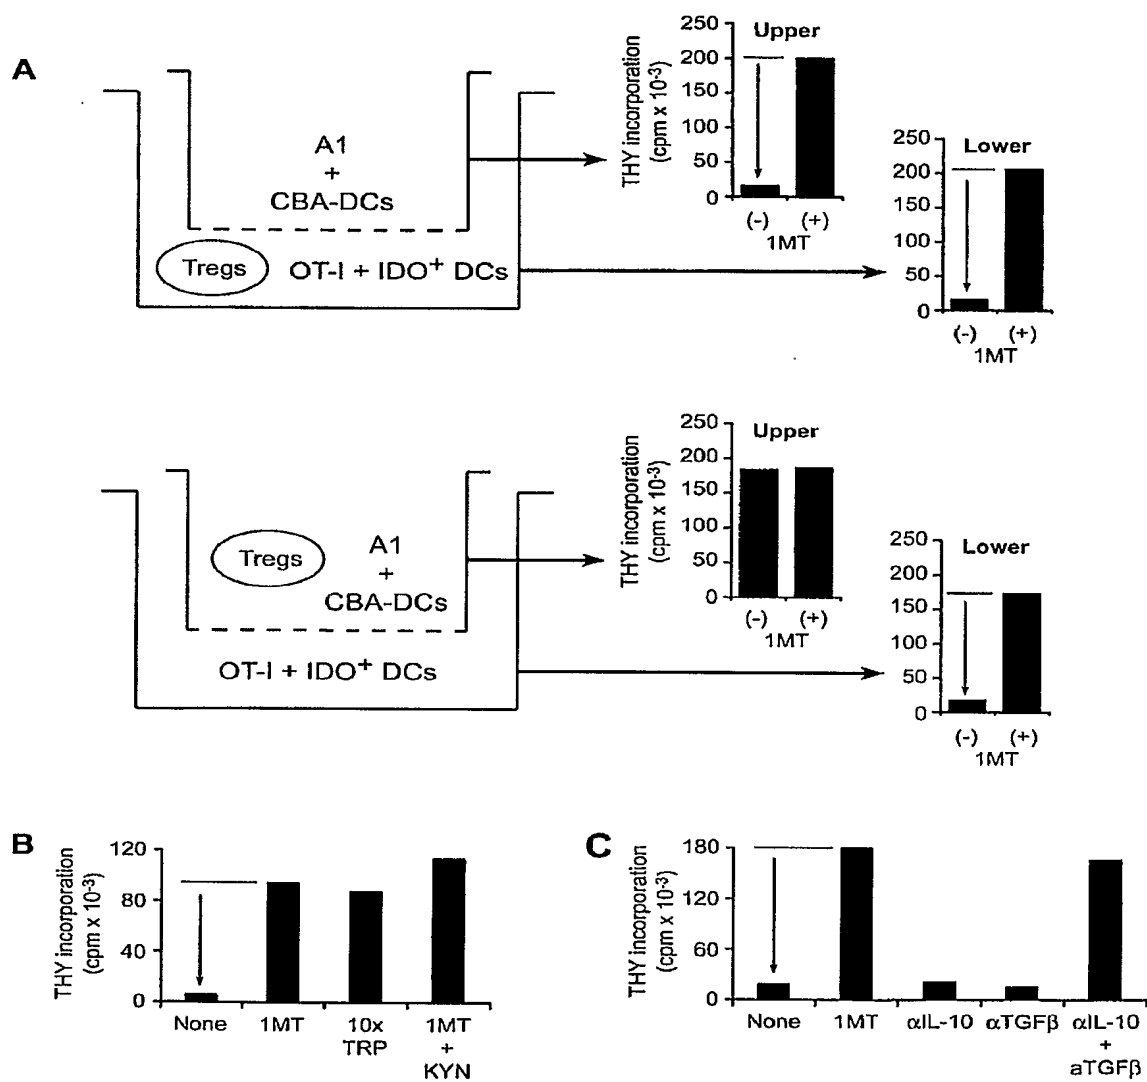 A
A1
+
CBA-DCs
Tregs
OT-I + IDO+ DCs
THY incorporation
(cpm x 10-3)
250
200
150
100
50
0
Upper
(-) (+)
1MT
250
200
150
100
50
0
Lower
(-) (+)
1MT
Tregs
A1
+
CBA-DCs
OT-I + IDO+ DCs
THY incorporation
(cpm x 10-3)
250
200
150
100
50
0
Upper
(-) (+)
1MT
250
200
150
100
50
0
Lower
(-) (+)
1MT
B
THY incorporation
(cpm x 10-3)
120
80
40
0
None
1MT
10x
TRP
1MT
+
KYN
C
THY incorporation
(cpm x 10-3)
180
120
60
0
None
1MT
αIL-10
αTGFβ
αIL-10
+
aTGFβ